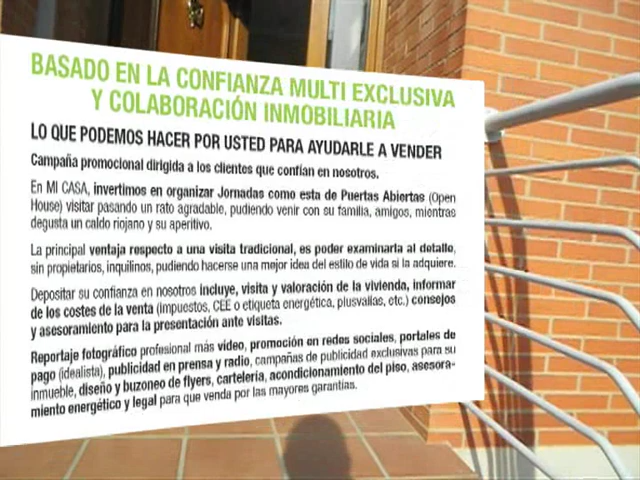 BASADO EN LA CONFIANZA MULTI EXCLUSIVA
Y COLABORACIÓN INMOBILIARIA
LO QUE PODEMOS HACER POR USTED PARA AYUDARLE A VENDER
Campaña promocional dirigida a los clientes que confían en nosotros.
En MI CASA, invertimos en organizar Jornadas como esta de Puertas Abiertas (Open
House) visitar pasando un rato agradable, pudiendo venir con su familia, amigos, mientras
degusta un caldo riojano y su aperitivo.
La principal ventaja respecto a una visita tradicional, es poder examinarla al detalle,
sin propietarios, inquilinos, pudiendo hacerse una mejor idea del estilo de vida si la adquiere.
Depositar su confianza en nosotros incluye, visita y valoración de la vivienda, informar
de los costes de la venta (impuestos, CEE o etiqueta energética, plusvalías, etc.) consejos
y asesoramiento para la presentación ante visitas.
Reportaje fotográfico profesional más video, promoción en redes sociales, portales de
pago (idealista), publicidad en prensa y radio, campañas de publicidad exclusivas para su
inmueble, diseño y buzoneo de flyers, cartelería, acondicionamiento del piso, asesora-
miento energético y legal para que venda por las mayores garantías.